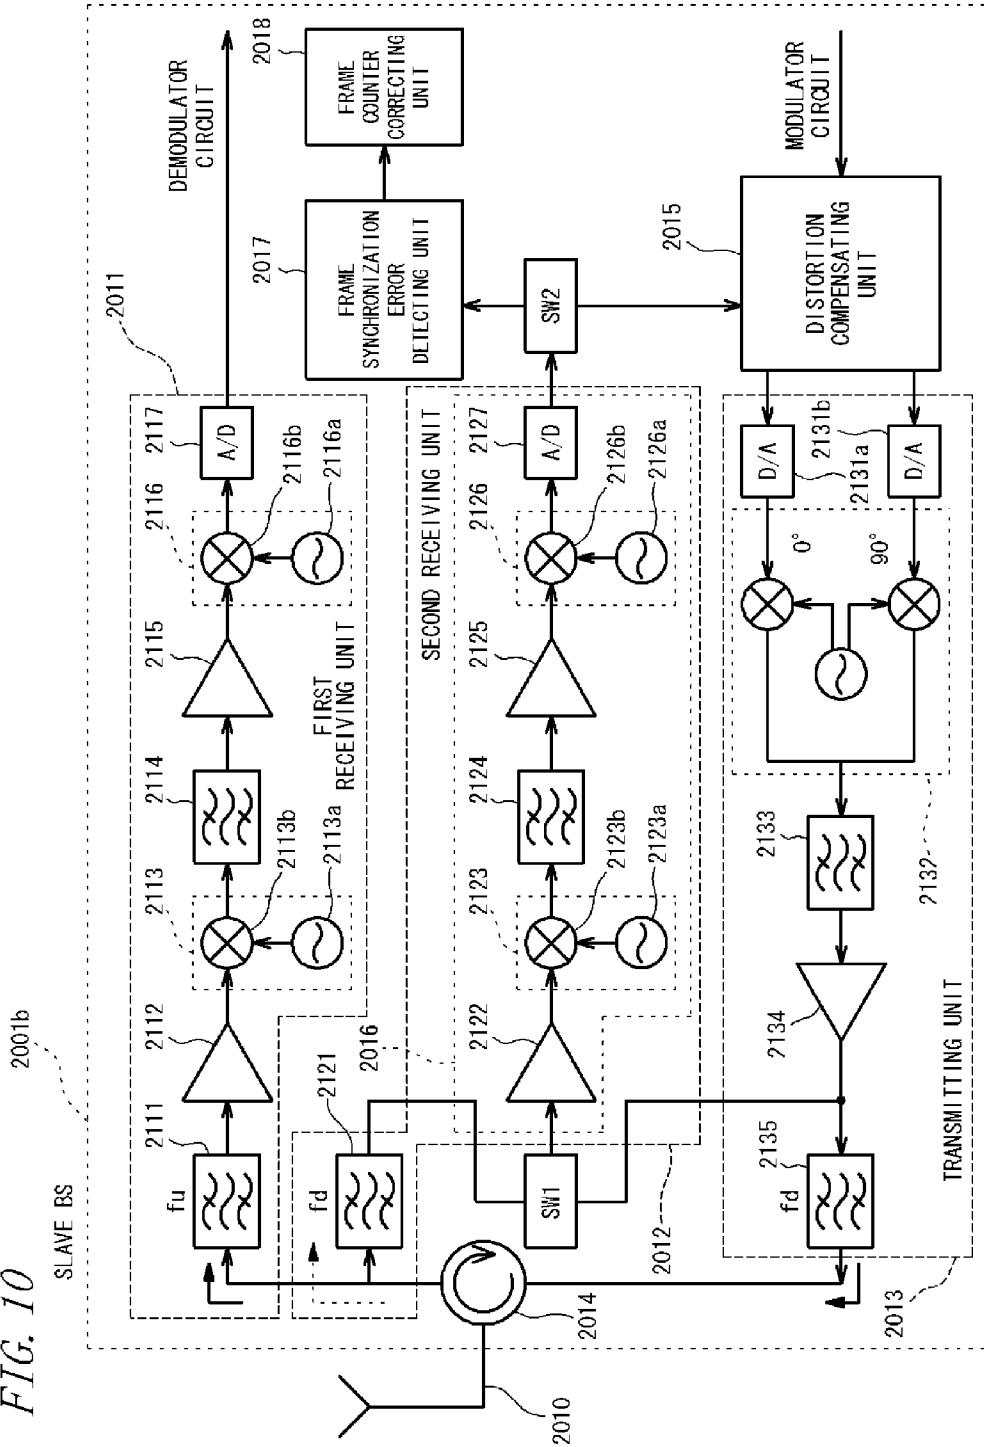 FIG. 10
SLAVE BS
2001b
2011
DEMODULATOR
CIRCUIT
fu
2111
2112
2113
2113b
2113a
2114
2115
2116
2116b
2116a
2117
A/D
FIRST
RECEIVING UNIT
2017
FRAME
SYNCHRONIZATION
ERROR
DETECTING UNIT
2018
FRAME
COUNTER
CORRECTING
UNIT
fd
2121
2016
SECOND RECEIVING UNIT
SW1
2122
2123
2123b
2123a
2124
2125
2126
2126b
2126a
2127
A/D
SW2
2012
2014
2010
MODULATOR
CIRCUIT
2015
DISTORTION
COMPENSATING
UNIT
D/A
2131a
2131b
D/A
0°
90°
2132
2133
2134
fd
2135
TRANSMITTING UNIT
2013